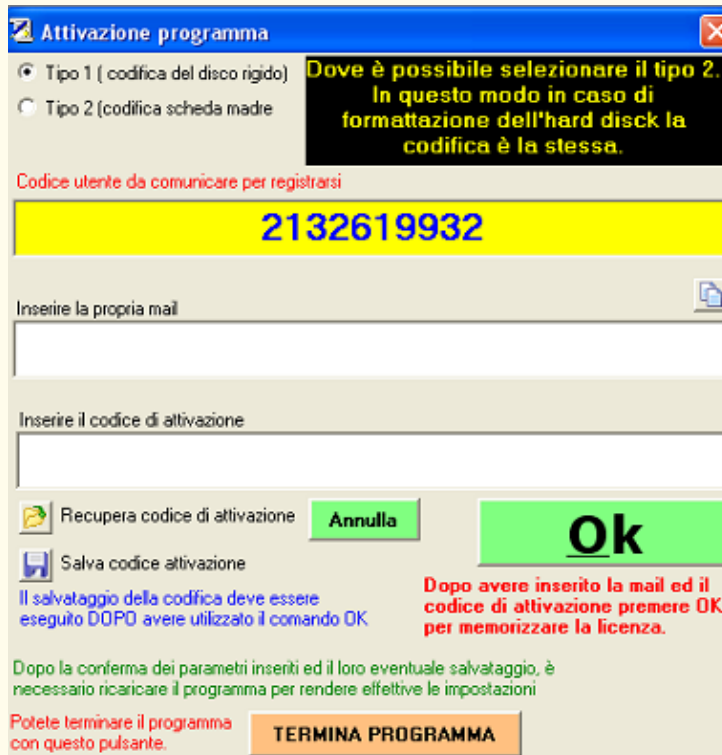 Attivazione programma
Tipo 1 ( codifica del disco rigido)
Tipo 2 (codifica scheda madre
Dove è possibile selezionare il tipo 2.
In questo modo in caso di
formattazione dell'hard disck la
codifica è la stessa.
Codice utente da comunicare per registrarsi
2132619932
Inserire la propria mail
Inserire il codice di attivazione
Recupera codice di attivazione
Annulla
Ok
Salva codice attivazione
Il salvataggio della codifica deve essere
eseguito DOPO avere utilizzato il comando OK
Dopo avere inserito la mail ed il
codice di attivazione premere OK
per memorizzare la licenza.
Dopo la conferma dei parametri inseriti ed il loro eventuale salvataggio, è
necessario ricaricare il programma per rendere effettive le impostazioni
Potete terminare il programma
con questo pulsante.
TERMINA PROGRAMMA